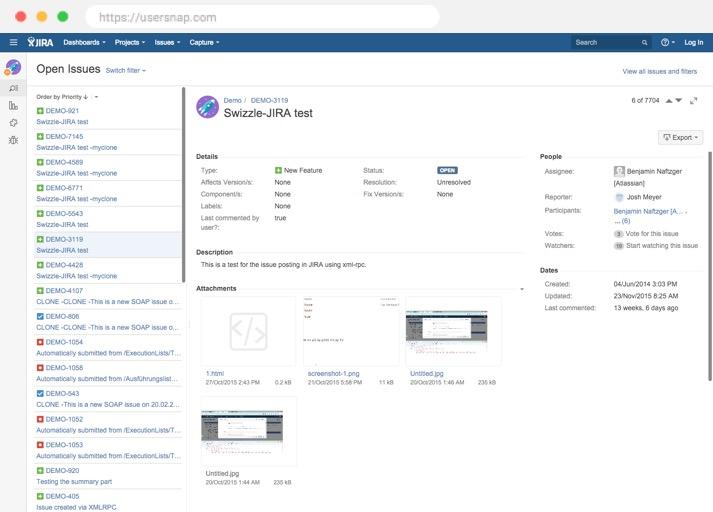 https://usersnap.com
JIRA Dashboards Projects Issues Capture Search Log In
Open Issues Switch filter
View all issues and filters
Order by Priority
DEMO-921
Swizzle-JIRA test
DEMO-7145
Swizzle-JIRA test -myclone
DEMO-4589
Swizzle-JIRA test -myclone
DEMO-6771
Swizzle-JIRA test -myclone
DEMO-5543
Swizzle-JIRA test
DEMO-3119
Swizzle-JIRA test
DEMO-4428
Swizzle-JIRA test -myclone
DEMO-4107
CLONE -CLONE -This is a new SOAP issue o...
DEMO-806
CLONE -CLONE -This is a new SOAP issue o...
DEMO-1054
Automatically submitted from /ExecutionLists/T...
DEMO-1058
Automatically submitted from /Ausführungslist...
DEMO-543
CLONE -This is a new SOAP issue on 20.02.2...
DEMO-1052
Automatically submitted from /ExecutionLists/T...
DEMO-1053
Automatically submitted from /ExecutionLists/T...
DEMO-920
Testing the summary part
DEMO-405
Issue created via XMLRPC
Demo / DEMO-3119
Swizzle-JIRA test
6 of 7704
Export
Details
Type: New Feature
Status: OPEN
Affects Version/s: None
Resolution: Unresolved
Component/s: None
Fix Version/s: None
Labels: None
Last commented by user?: true
Description
This is a test for the issue posting in JIRA using xml-rpc.
Attachments
1.html
27/Oct/2015 2:43 PM 0.2 kB
screenshot-1.png
21/Oct/2015 5:58 PM 11 kB
Untitled.jpg
20/Oct/2015 1:46 AM 235 kB
Untitled.jpg
20/Oct/2015 1:44 AM 235 kB
People
Assignee: Benjamin Naftzger
[Atlassian]
Reporter: Josh Meyer
Participants: Benjamin Naftzger [A...
... (6)
Votes: 3 Vote for this issue
Watchers: Start watching this issue
Dates
Created: 04/Jun/2014 3:03 PM
Updated: 23/Nov/2015 8:25 AM
Last commented: 13 weeks, 6 days ago